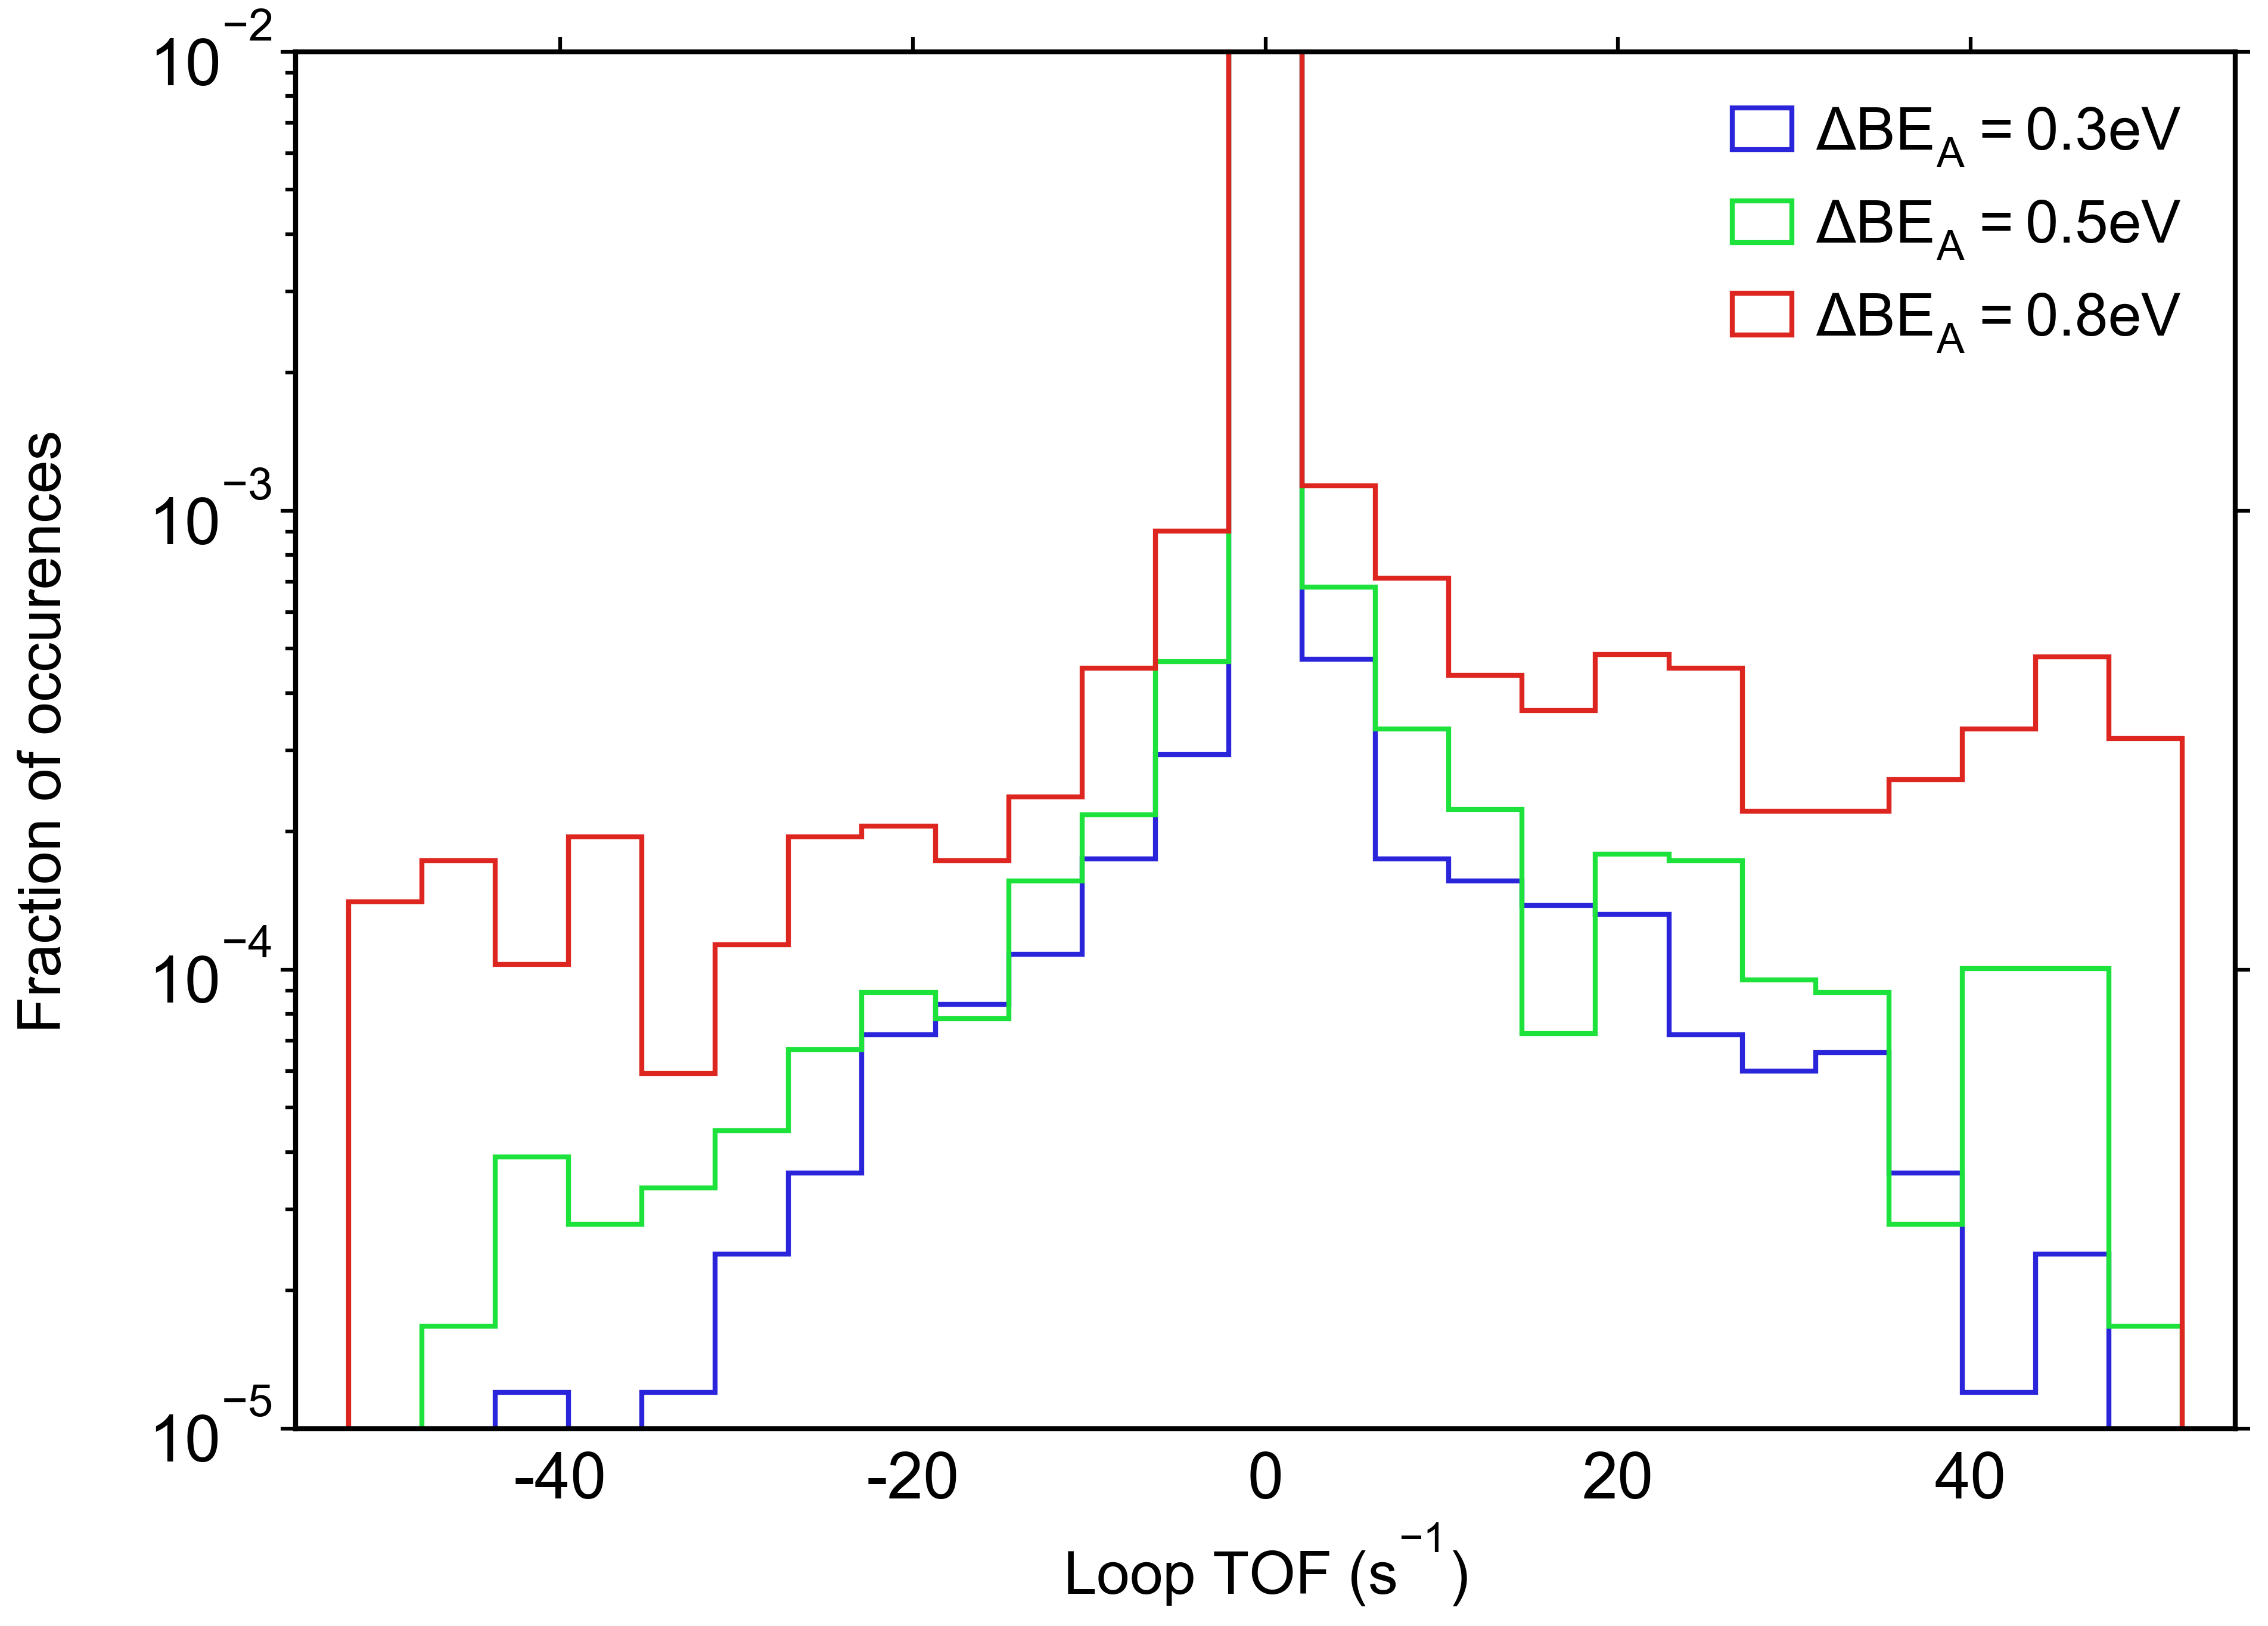 10⁻²
10⁻³
10⁻⁴
10⁻⁵
Fraction of occurences
ΔBE_A = 0.3eV
ΔBE_A = 0.5eV
ΔBE_A = 0.8eV
-40 -20 0 20 40
Loop TOF (s⁻¹)